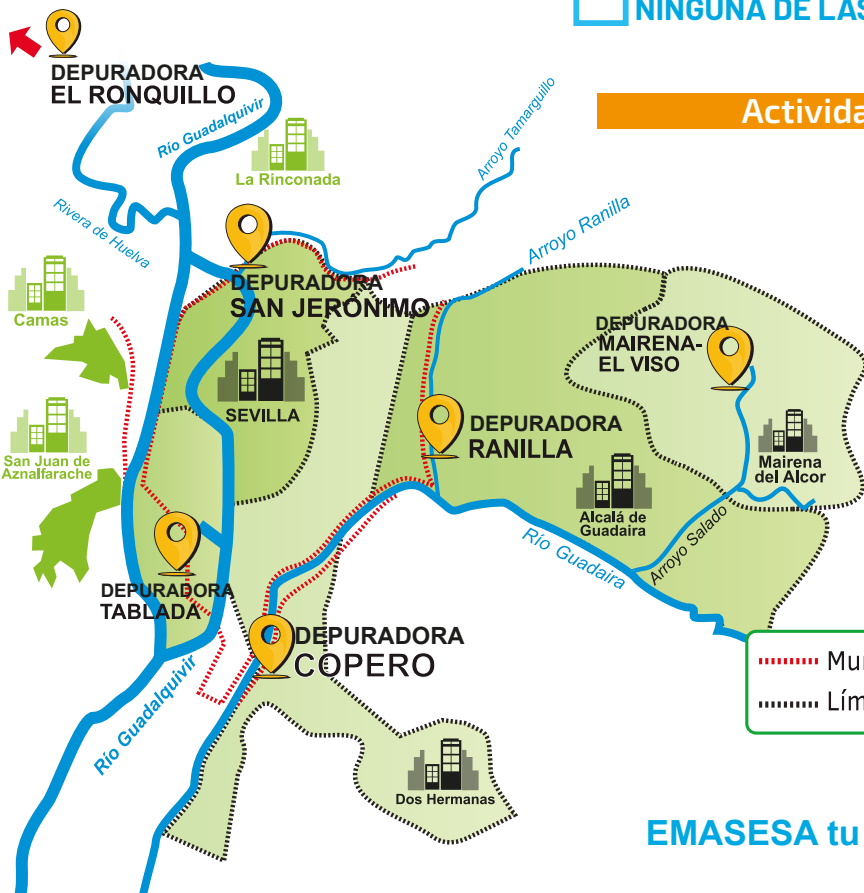 NINGUNA DE LAS
DEPURADORA
EL RONQUILLO
Río Guadalquivir
Activida
La Rinconada
Arroyo Tamarguillo
Rivera de Huelva
Arroyo Ranilla
DEPURADORA
SAN JERÓNIMO
Camas
DEPURADORA
MAIRENA-
EL VISO
SEVILLA
DEPURADORA
RANILLA
San Juan de
Aznalfarache
Mairena
del Alcor
Alcalá de
Guadaira
Río Guadaira
Arroyo Salado
DEPURADORA
TABLADA
DEPURADORA
COPERO
Río Guadalquivir
Mur
Lím
Dos Hermanas
EMASESA tu